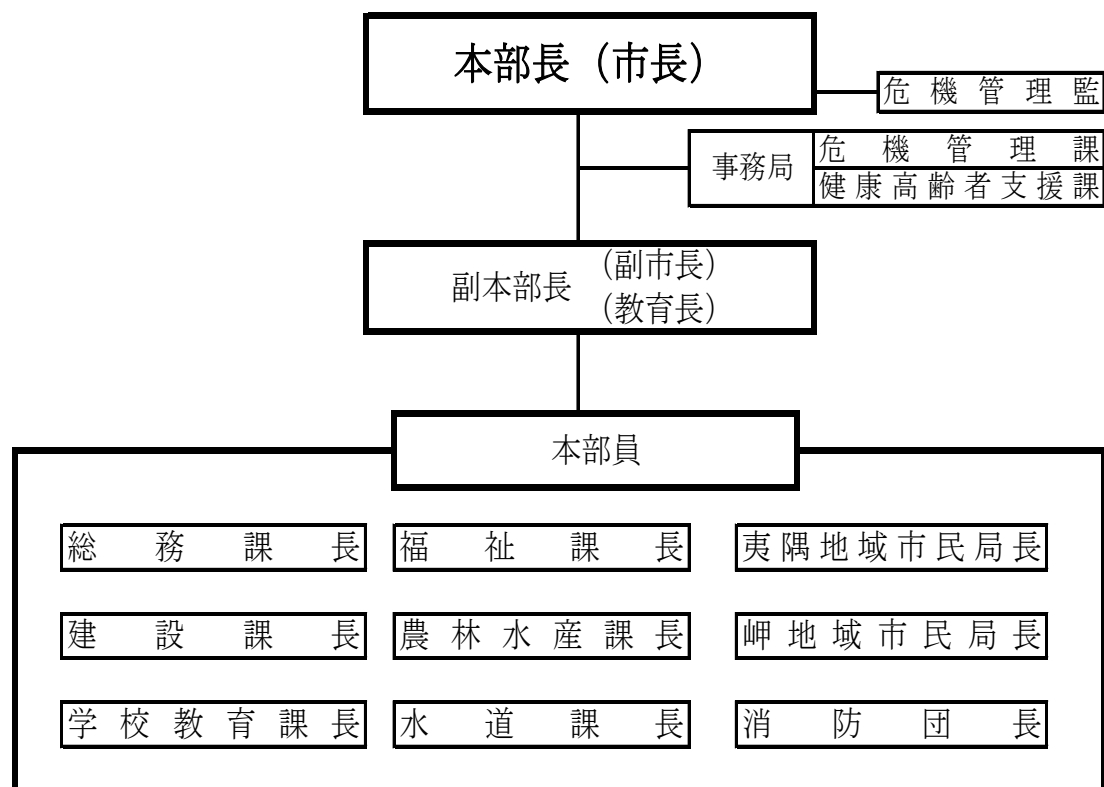 本部長（市長）
危機管理監
事務局
危機管理課
健康高齢者支援課
副本部長
（副市長）
（教育長）
本部員
総務課長
福祉課長
夷隅地域市民局長
建設課長
農林水産課長
岬地域市民局長
学校教育課長
水道課長
消防団長